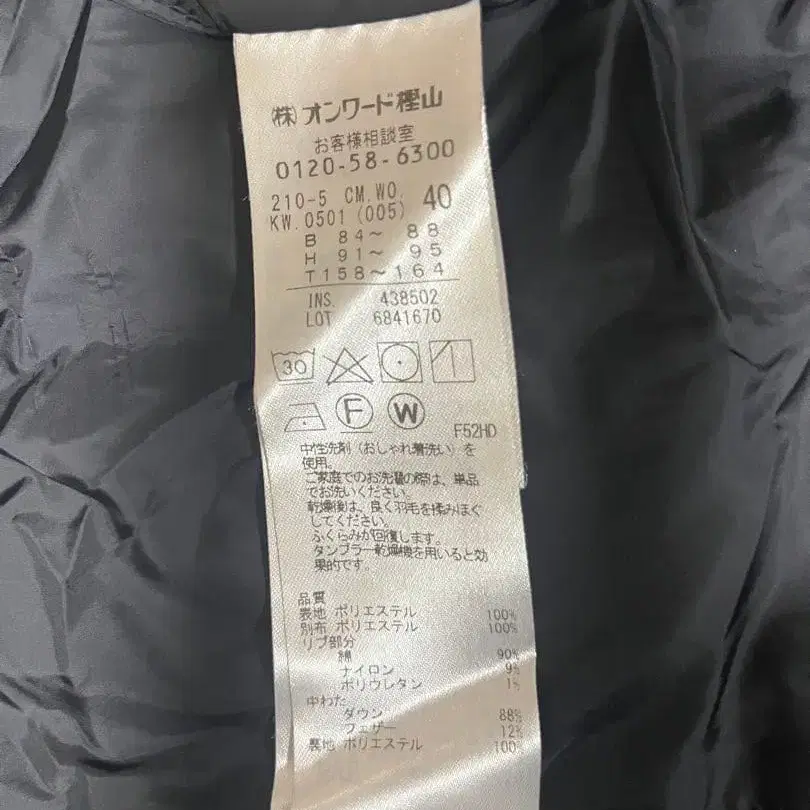 (株)オンワード樫山
お客様相談室
0120-58-6300
210-5 CM.WO. 40
KW.0501 (005)
B 84～ 88
H 91～ 95
T158～164
INS. 438502
LOT 6841670
30
F W
F52HD
中性洗剤（おしゃれ着洗い）を
使用。
ご家庭でのお洗濯の際は、単品
でお洗いください。
乾燥後は、良く羽毛を揉みほぐ
してください。
ふくらみが回復します。
タンブラー乾燥機を用いると効
果的です。
品質
表地 ポリエステル 100%
別布 ポリエステル 100%
リブ部分
綿 90%
ナイロン 9%
ポリウレタン 1%
中わた
ダウン 88%
フェザー 12%
裏地 ポリエステル 100%